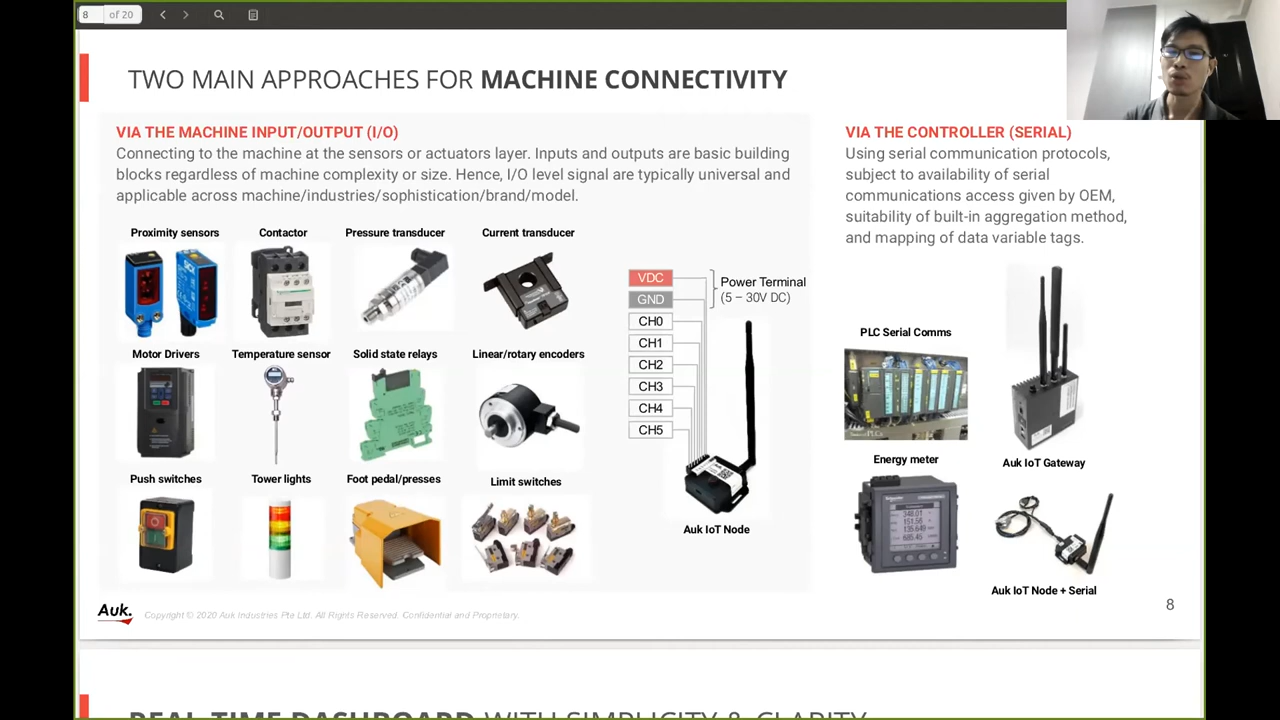 8 of 20
TWO MAIN APPROACHES FOR MACHINE CONNECTIVITY
VIA THE MACHINE INPUT/OUTPUT (I/O)
Connecting to the machine at the sensors or actuators layer. Inputs and outputs are basic building
blocks regardless of machine complexity or size. Hence, I/O level signal are typically universal and
applicable across machine/industries/sophistication/brand/model.
Proximity sensors
Contactor
Pressure transducer
Current transducer
Motor Drivers
Temperature sensor
Solid state relays
Linear/rotary encoders
Push switches
Tower lights
Foot pedal/presses
Limit switches
VDC
GND
CH0
CH1
CH2
CH3
CH4
CH5
Power Terminal
(5 – 30V DC)
Auk IoT Node
VIA THE CONTROLLER (SERIAL)
Using serial communication protocols,
subject to availability of serial
communications access given by OEM,
suitability of built-in aggregation method,
and mapping of data variable tags.
PLC Serial Comms
Auk IoT Gateway
Energy meter
Auk IoT Node + Serial
Auk.
Copyright © 2020 Auk Industries Pte Ltd. All Rights Reserved. Confidential and Proprietary.
8
REAL-TIME DASHBOARD WITH SIMPLICITY & CLARITY